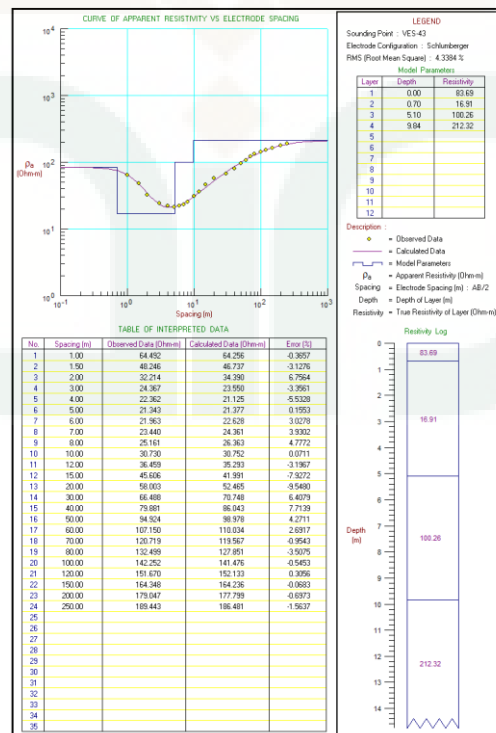 CURVE OF APPARENT RESISTIVITY VS ELECTRODE SPACING
10^4
10^3
10^2
10^1
10^0
ρa
(Ohm-m)
10^-1 10^0 10^1 10^2 10^3
Spacing (m)
TABLE OF INTERPRETED DATA
No. Spacing (m) Observed Data (Ohm-m) Calculated Data (Ohm-m) Error (%)
1 1.00 64.492 64.256 -0.3657
2 1.50 48.246 46.737 -3.1276
3 2.00 32.214 34.390 6.7564
4 3.00 24.367 23.550 -3.3561
5 4.00 22.362 21.125 -5.5328
6 5.00 21.343 21.377 0.1553
7 6.00 21.963 22.628 3.0278
8 7.00 23.440 24.361 3.9302
9 8.00 25.161 26.363 4.7772
10 10.00 30.730 30.752 0.0711
11 12.00 36.459 35.293 -3.1967
12 15.00 45.606 41.991 -7.9272
13 20.00 58.003 52.465 -9.5480
14 30.00 66.488 70.748 6.4079
15 40.00 79.881 86.043 7.7139
16 50.00 94.924 98.978 4.2711
17 60.00 107.150 110.034 2.6917
18 70.00 120.719 119.567 -0.9543
19 80.00 132.499 127.851 -3.5075
20 100.00 142.252 141.476 -0.5453
21 120.00 151.670 152.133 0.3056
22 150.00 164.348 164.236 -0.0683
23 200.00 179.047 177.799 -0.6973
24 250.00 189.443 186.481 -1.5637
25
26
27
28
29
30
31
32
33
34
35
LEGEND
Sounding Point : VES-43
Electrode Configuration : Schlumberger
RMS (Root Mean Square) : 4.3384 %
Model Parameters
Layer Depth Resistivity
1 0.00 83.69
2 0.70 16.91
3 5.10 100.26
4 9.84 212.32
5
6
7
8
9
10
11
12
Description :
= Observed Data
= Calculated Data
= Model Parameters
ρa = Apparent Resistivity (Ohm-m)
Spacing = Electrode Spacing (m) : AB/2
Depth = Depth of Layer (m)
Resistivity = True Resistivity of Layer (Ohm-m)
Resitivity Log
0
83.69
1
2
3
16.91
4
5
6
Depth
(m)
7
100.26
8
9
10
11
12
212.32
13
14